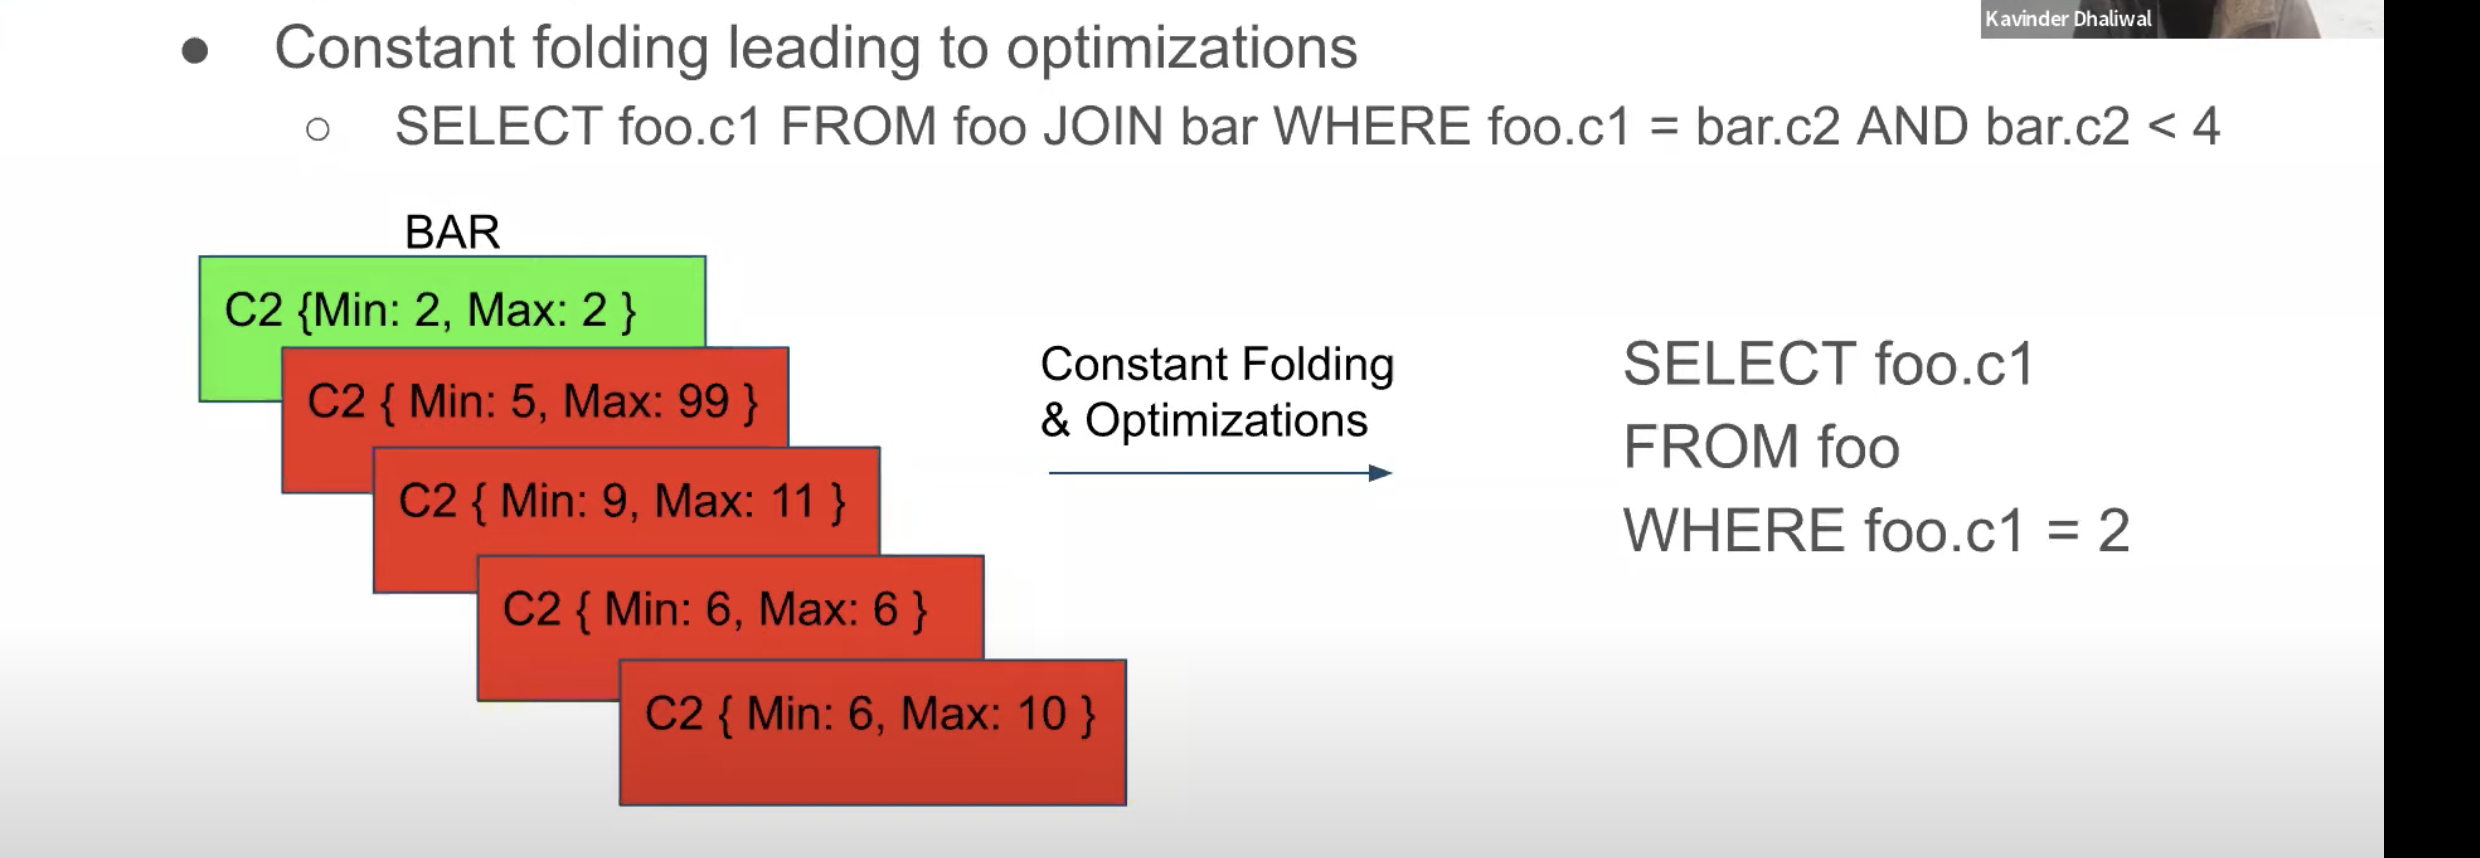 Kavinder Dhaliwal
● Constant folding leading to optimizations
○ SELECT foo.c1 FROM foo JOIN bar WHERE foo.c1 = bar.c2 AND bar.c2 < 4
BAR
C2 {Min: 2, Max: 2 }
C2 { Min: 5, Max: 99 }
C2 { Min: 9, Max: 11 }
C2 { Min: 6, Max: 6 }
C2 { Min: 6, Max: 10 }
Constant Folding
& Optimizations
SELECT foo.c1
FROM foo
WHERE foo.c1 = 2